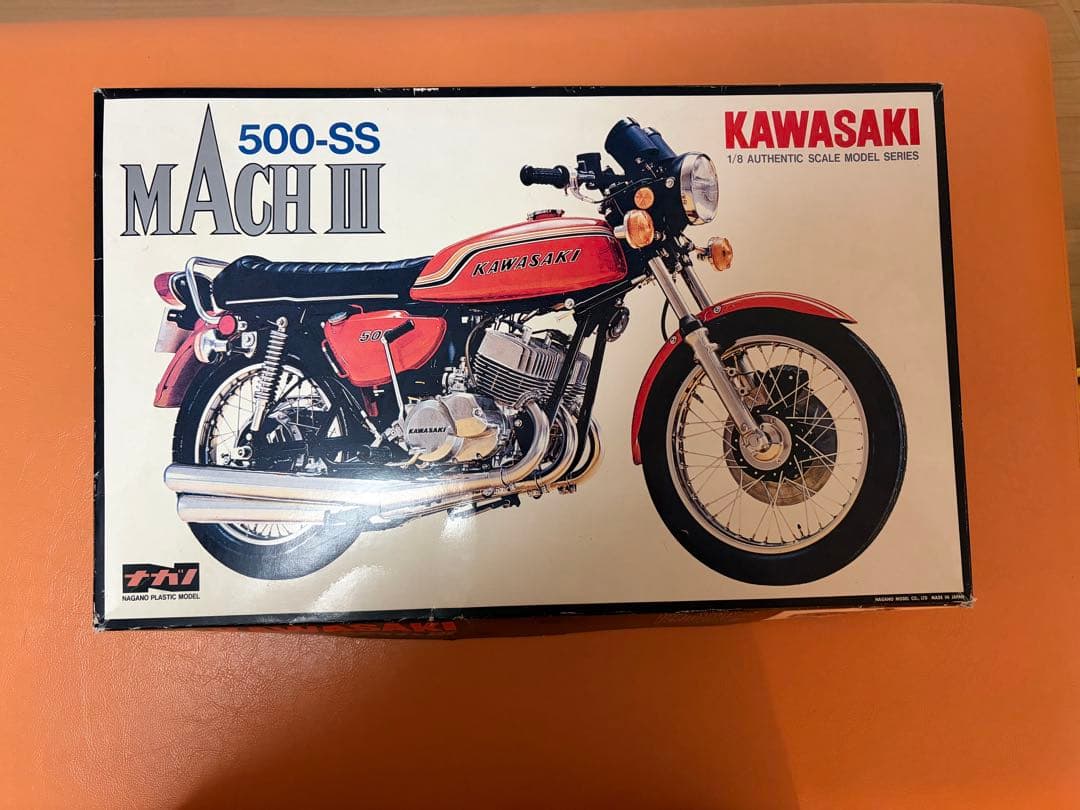 500-SS
MACH III
KAWASAKI
1/8 AUTHENTIC SCALE MODEL SERIES
KAWASAKI
500
KAWASAKI
ナガノ
NAGANO PLASTIC MODEL
NAGANO MODEL CO., LTD MADE IN JAPAN
KAWASAKI